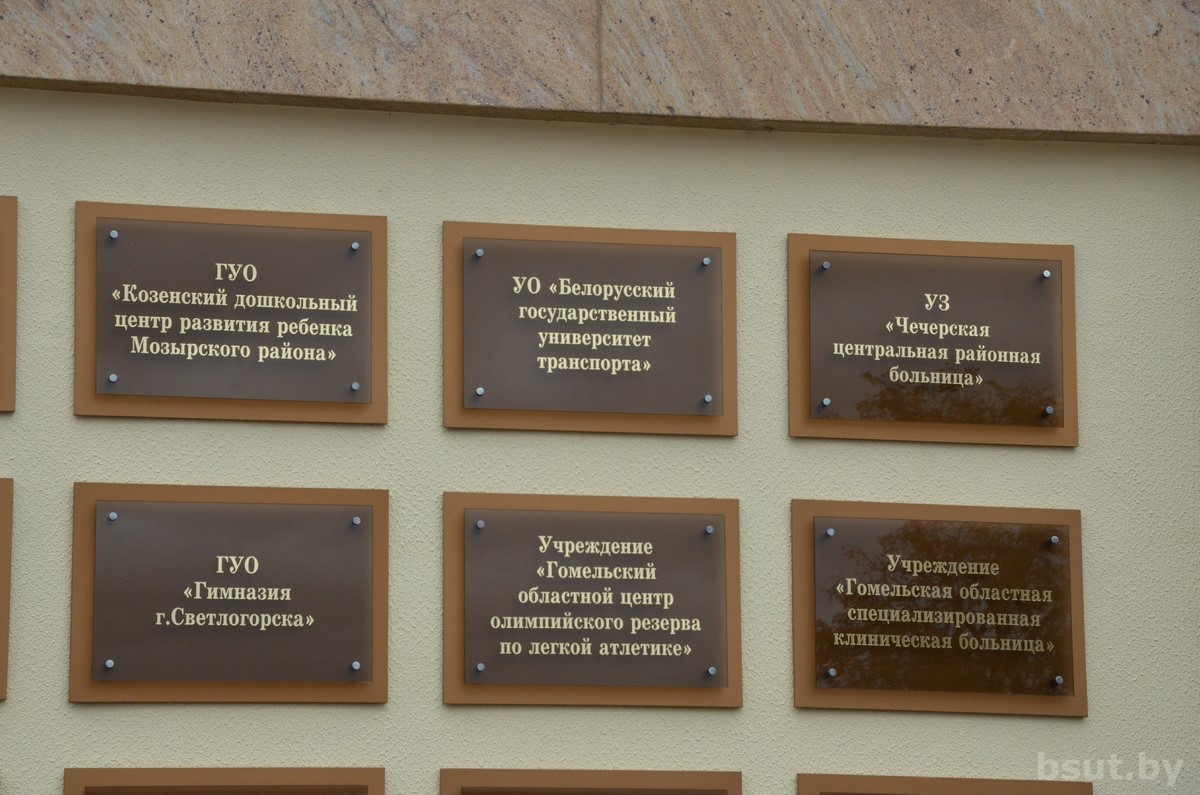 ГУО
«Козенский дошкольный
центр развития ребенка
Мозырского района»
УО «Белорусский
государственный
университет
транспорта»
УЗ
«Чечерская
центральная районная
больница»
ГУО
«Гимназия
г.Светлогорска»
Учреждение
«Гомельский
областной центр
олимпийского резерва
по легкой атлетике»
Учреждение
«Гомельская областная
специализированная
клиническая больница»
bsut.by